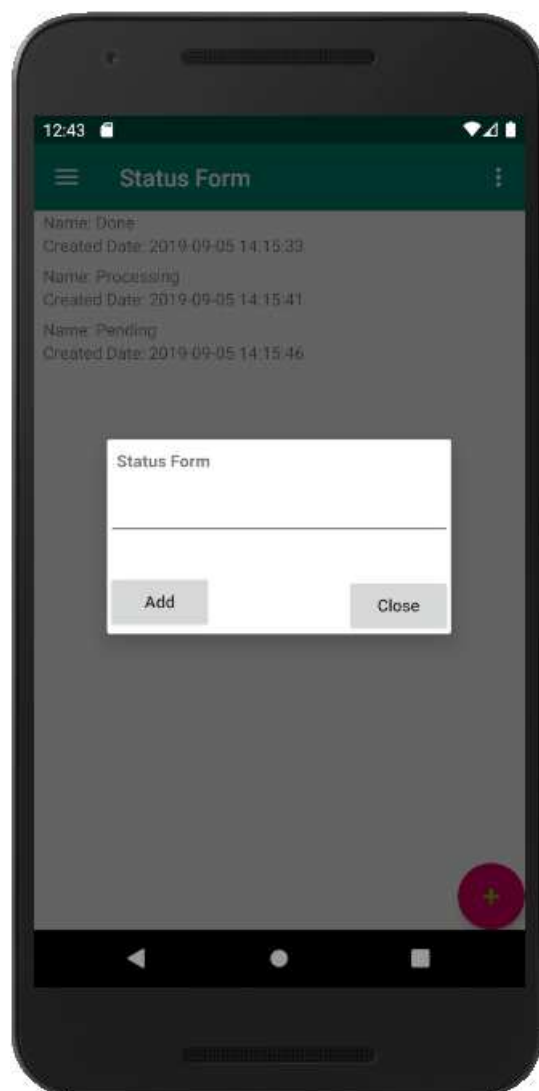 12:43
Status Form
Name: Done
Created Date: 2019-09-05 14:15:33
Name: Processing
Created Date: 2019-09-05 14:15:41
Name: Pending
Created Date: 2019-09-05 14:15:46
Status Form
Add
Close